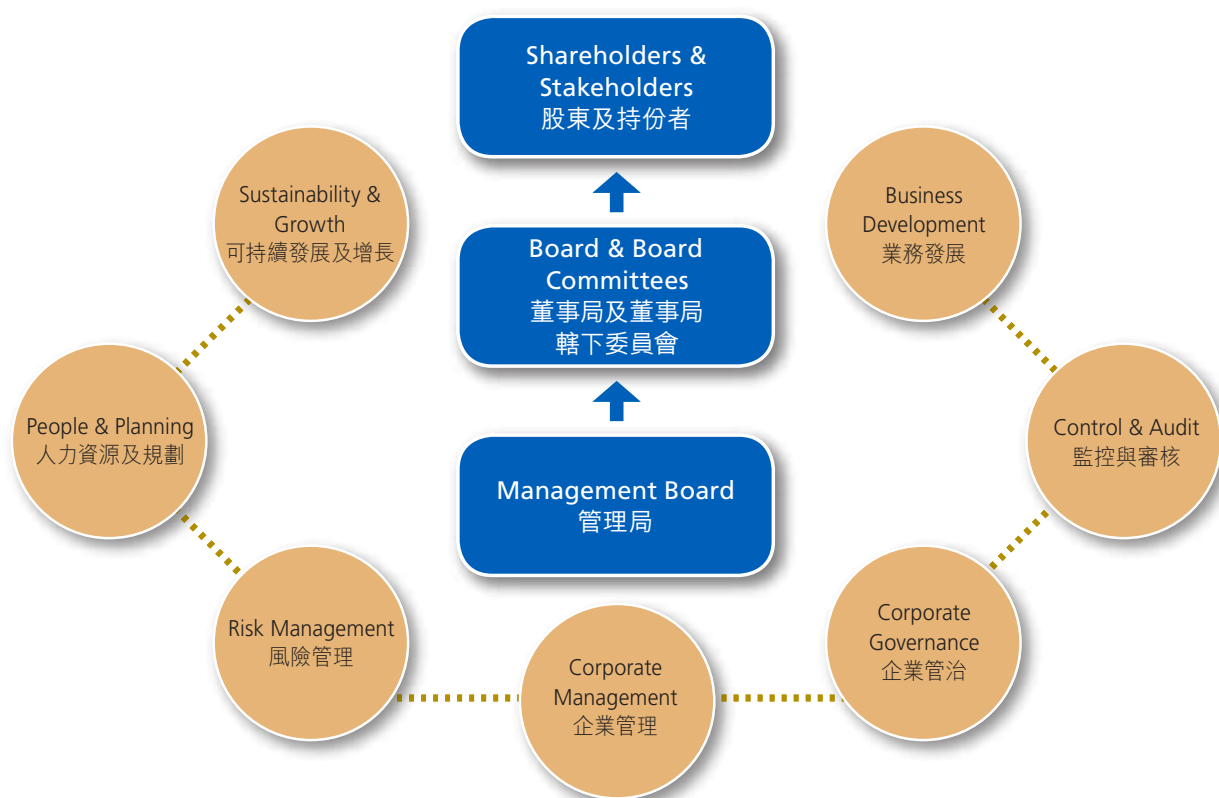 Shareholders &
Stakeholders
股東及持份者
Sustainability &
Growth
可持續發展及增長
Business
Development
業務發展
Board & Board
Committees
董事局及董事局
轄下委員會
People & Planning
人力資源及規劃
Control & Audit
監控與審核
Management Board
管理局
Risk Management
風險管理
Corporate
Management
企業管理
Corporate
Governance
企業管治